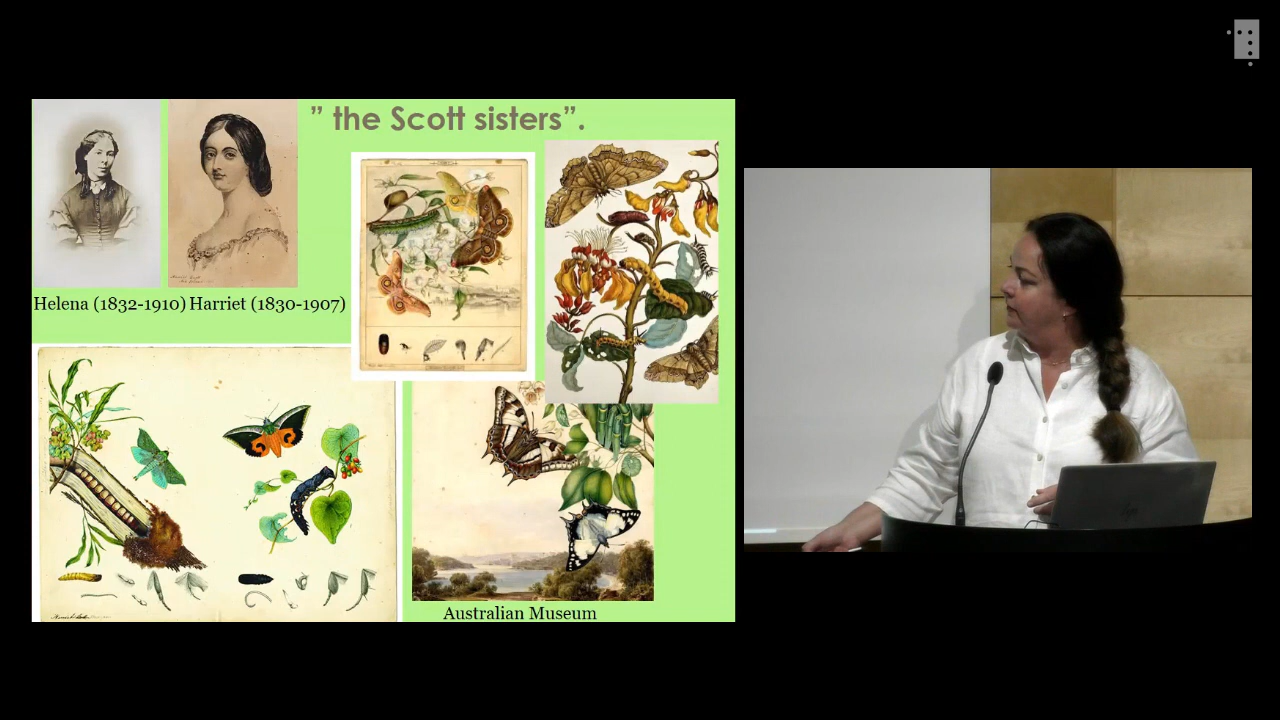 ” the Scott sisters”.
Helena (1832-1910) Harriet (1830-1907)
Australian Museum